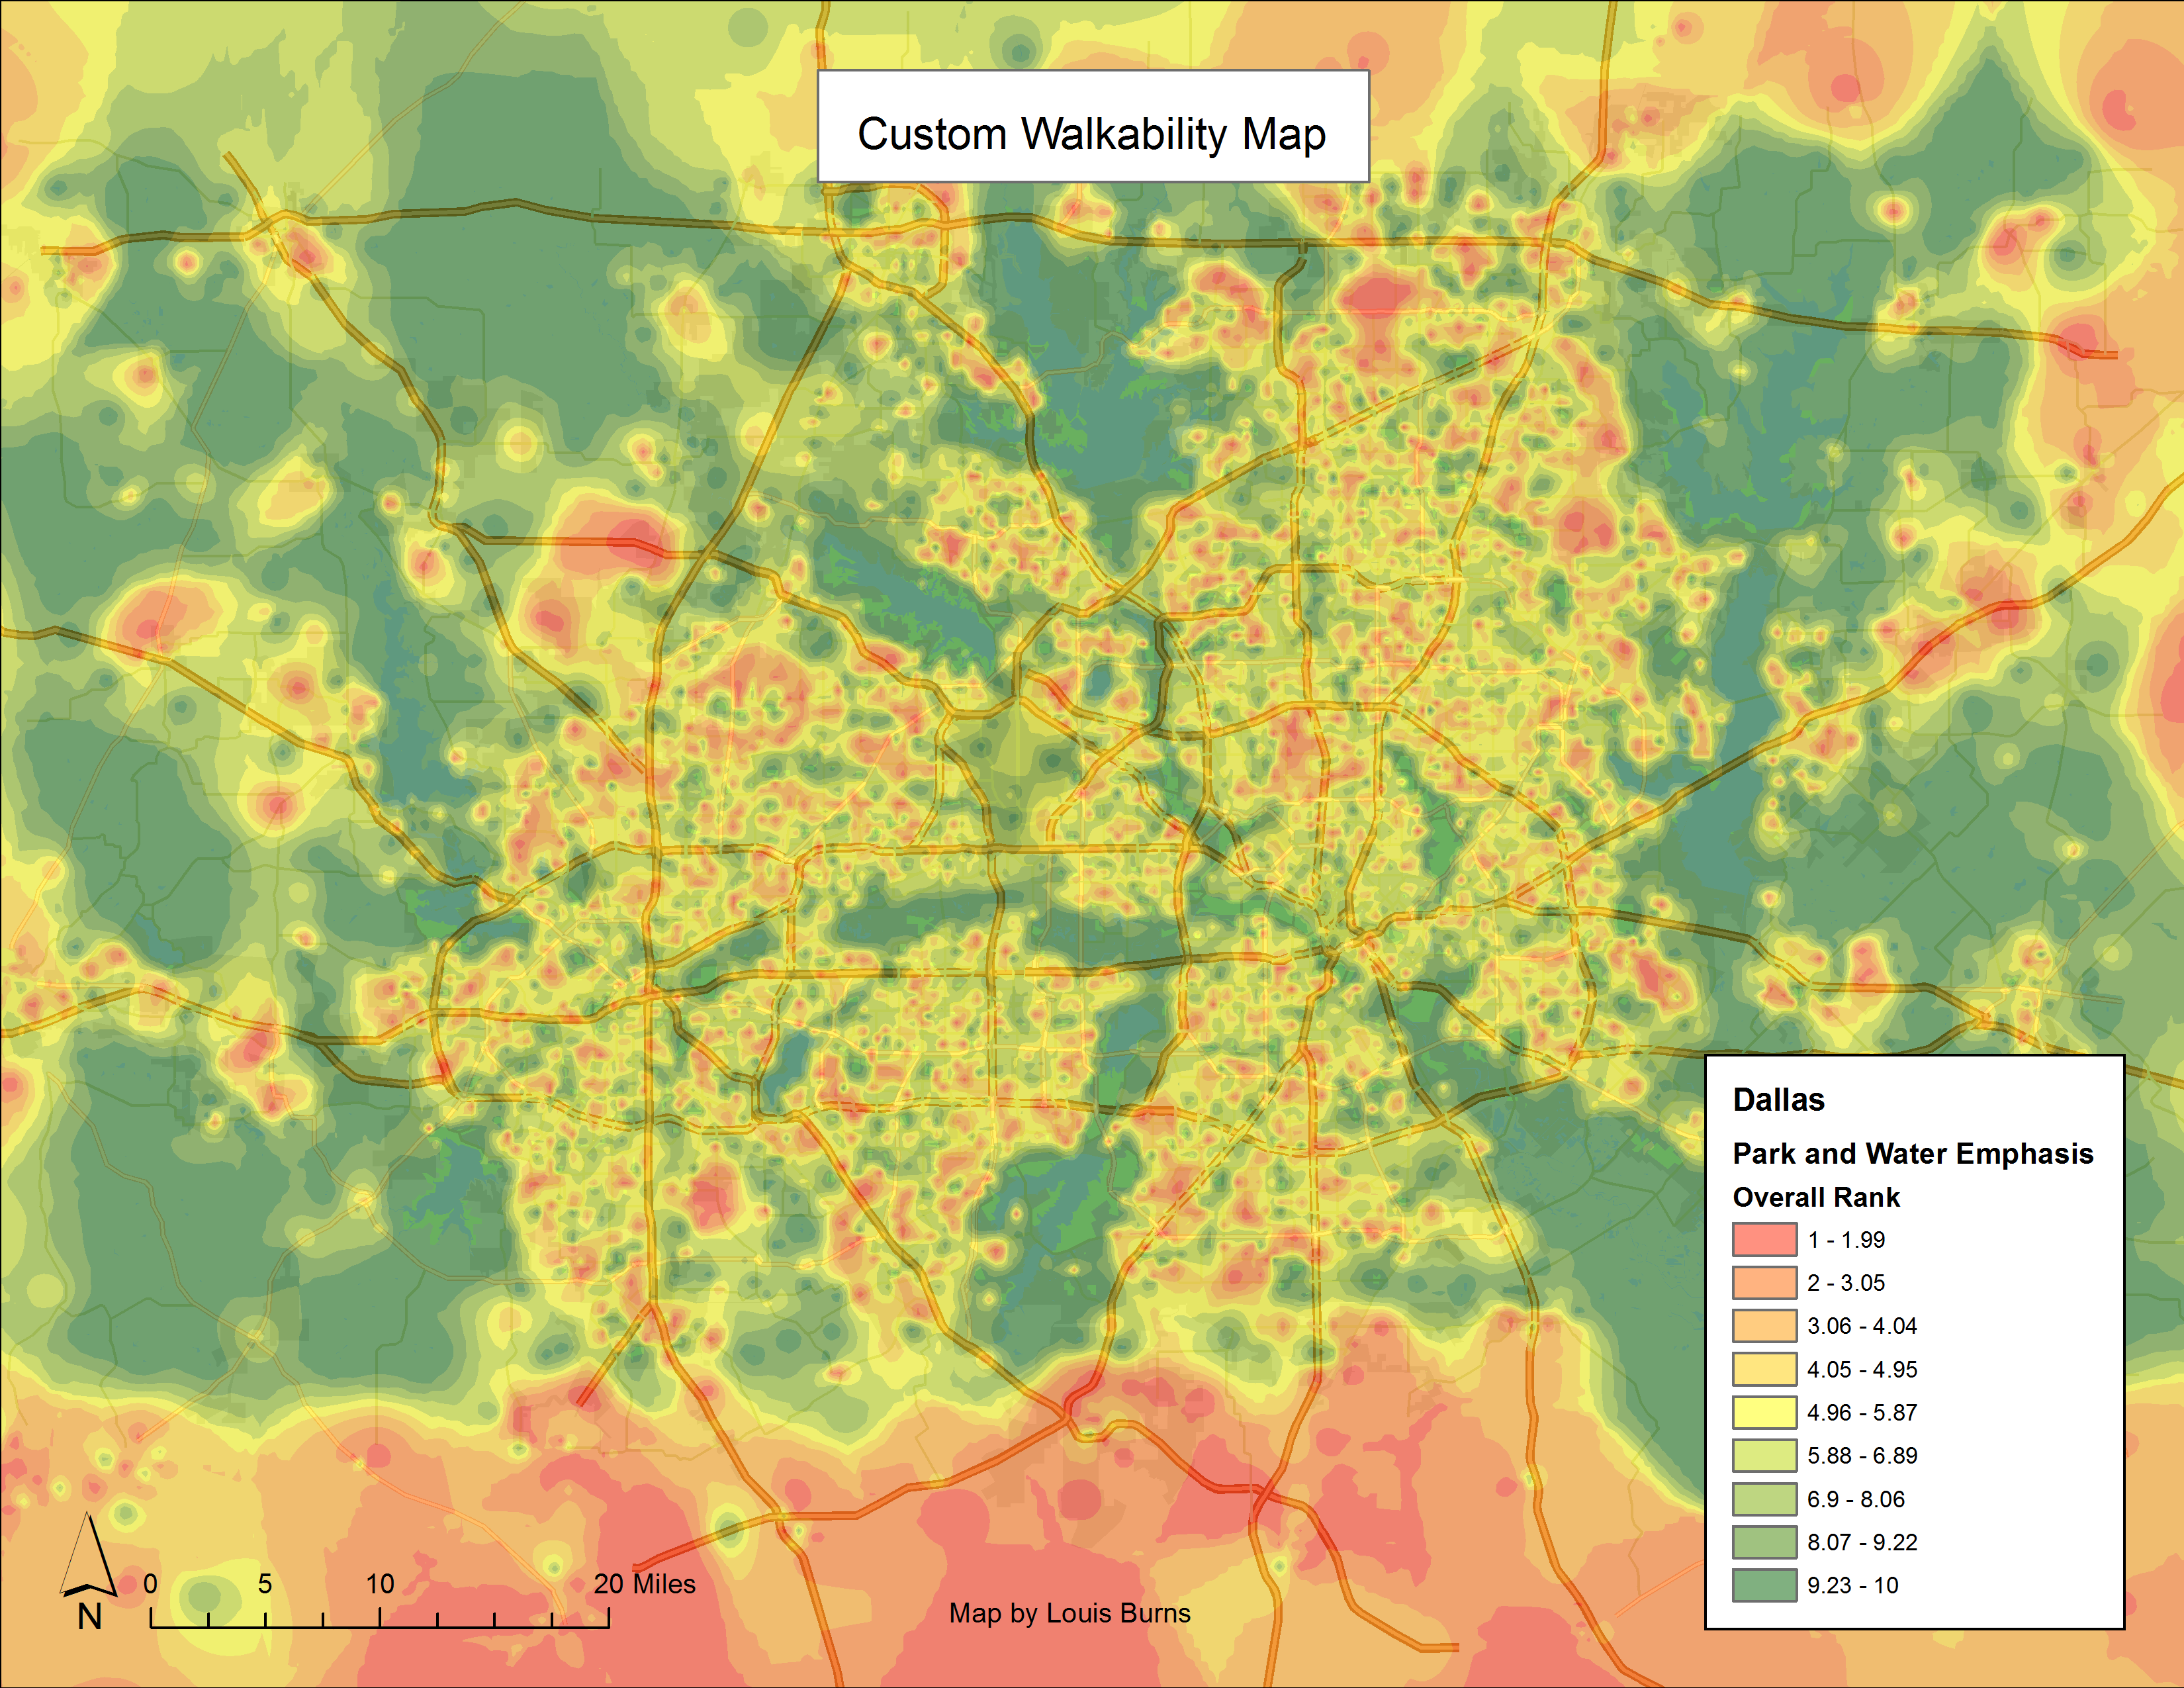 Custom Walkability Map
Dallas
Park and Water Emphasis
Overall Rank
1 - 1.99
2 - 3.05
3.06 - 4.04
4.05 - 4.95
4.96 - 5.87
5.88 - 6.89
6.9 - 8.06
8.07 - 9.22
9.23 - 10
N
0 5 10 20 Miles
Map by Louis Burns